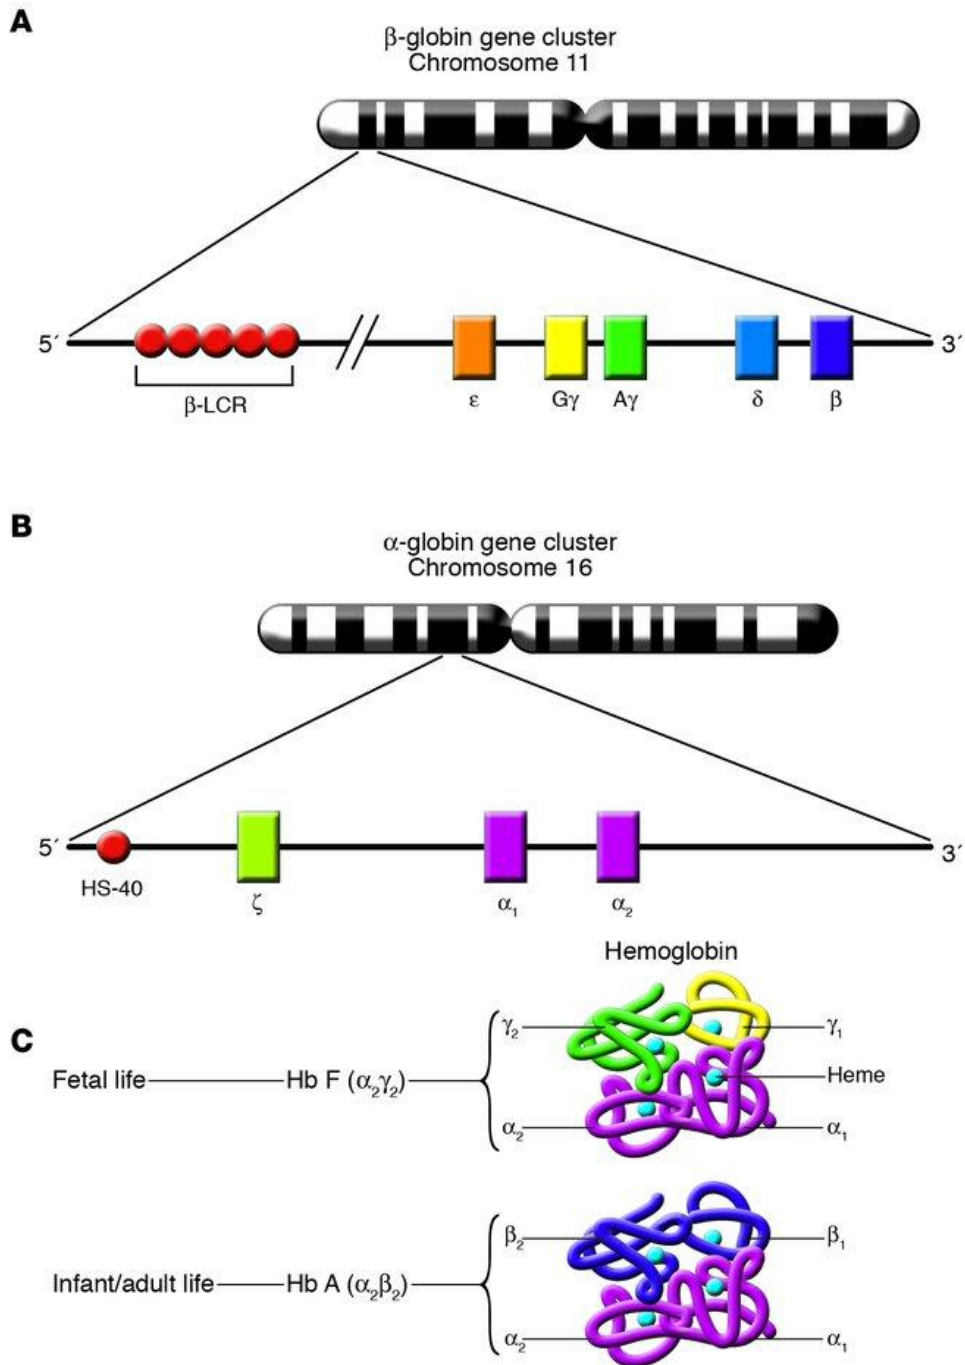 A
β-globin gene cluster
Chromosome 11
5´
3´
β-LCR
ε
Gγ
Aγ
δ
β
B
α-globin gene cluster
Chromosome 16
5´
3´
HS-40
ζ
α₁
α₂
Hemoglobin
C
γ₂
γ₁
Fetal life
Hb F (α₂γ₂)
Heme
α₂
α₁
β₂
β₁
Infant/adult life
Hb A (α₂β₂)
α₂
α₁